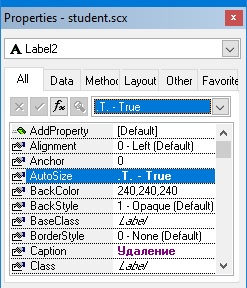 Properties - student.scx
A Label2
All Data Method Layout Other Favorite
.T. - True
AddProperty [Default]
Alignment 0 - Left (Default)
Anchor 0
AutoSize .T. - True
BackColor 240,240,240
BackStyle 1 - Opaque (Default)
BaseClass Label
BorderStyle 0 - None (Default)
Caption Удаление
Class Label